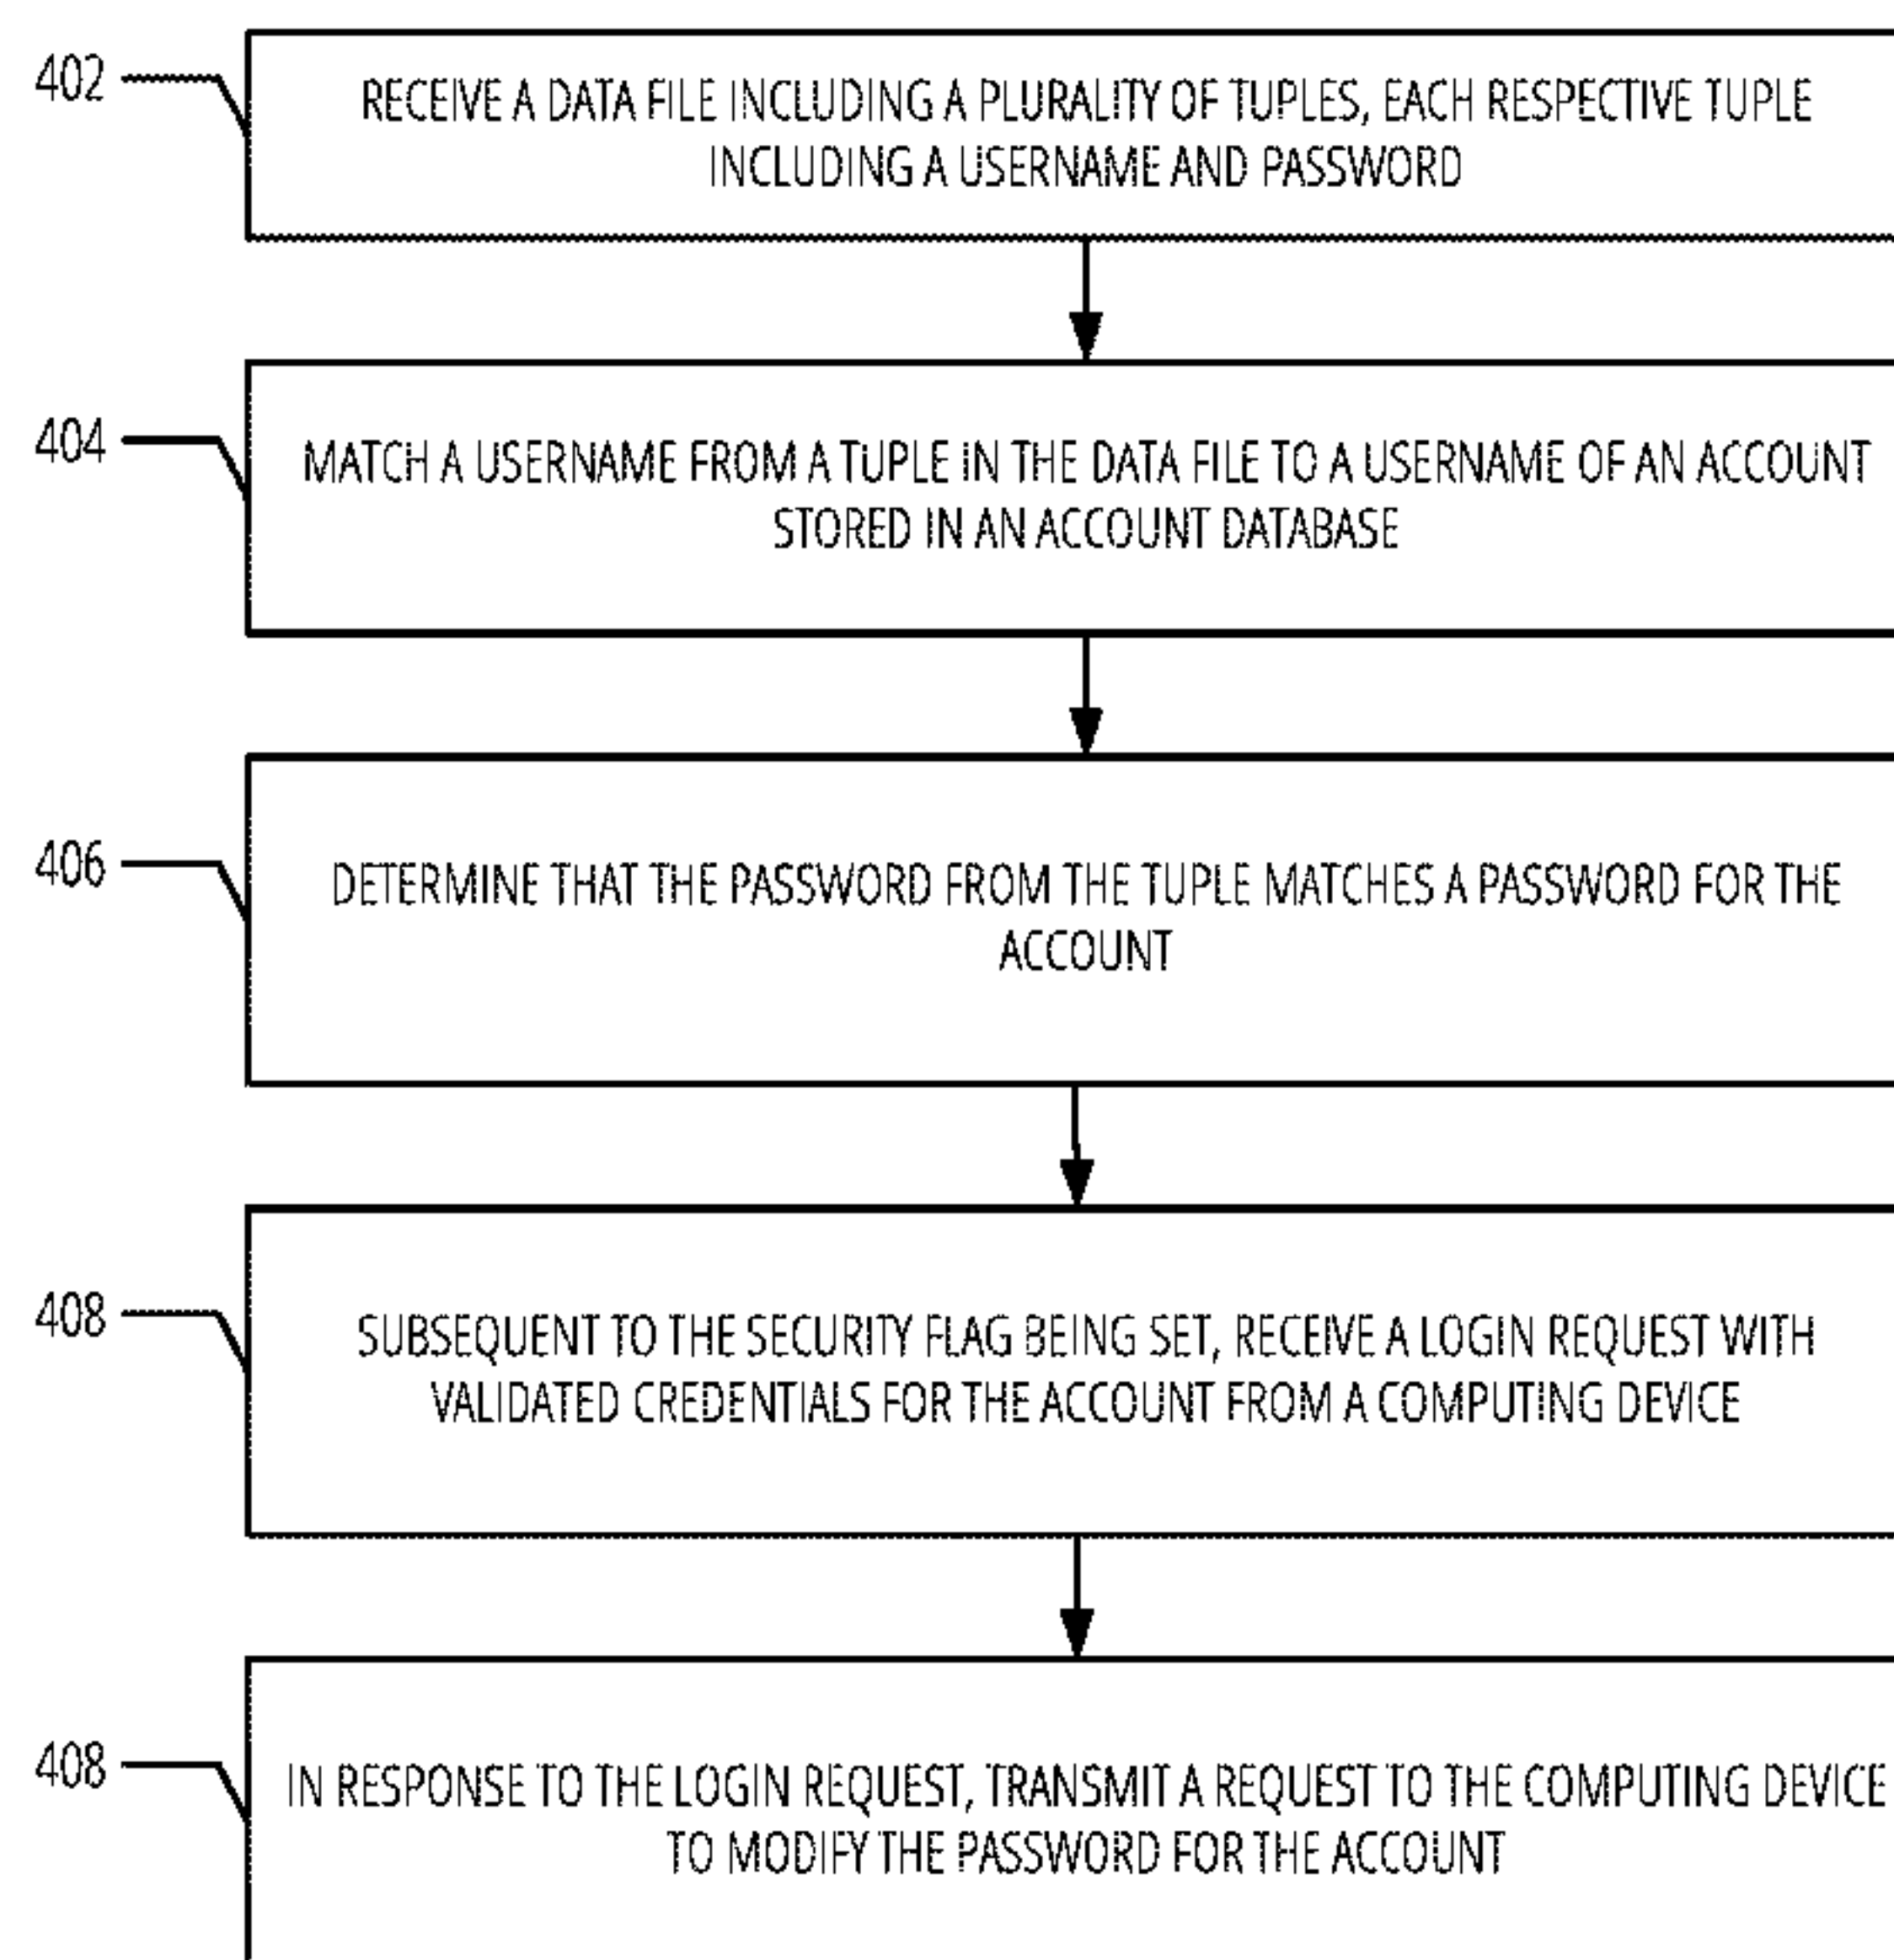 402
RECEIVE A DATA FILE INCLUDING A PLURALITY OF TUPLES, EACH RESPECTIVE TUPLE
INCLUDING A USERNAME AND PASSWORD
404
MATCH A USERNAME FROM A TUPLE IN THE DATA FILE TO A USERNAME OF AN ACCOUNT
STORED IN AN ACCOUNT DATABASE
406
DETERMINE THAT THE PASSWORD FROM THE TUPLE MATCHES A PASSWORD FOR THE
ACCOUNT
408
SUBSEQUENT TO THE SECURITY FLAG BEING SET, RECEIVE A LOGIN REQUEST WITH
VALIDATED CREDENTIALS FOR THE ACCOUNT FROM A COMPUTING DEVICE
408
IN RESPONSE TO THE LOGIN REQUEST, TRANSMIT A REQUEST TO THE COMPUTING DEVICE
TO MODIFY THE PASSWORD FOR THE ACCOUNT